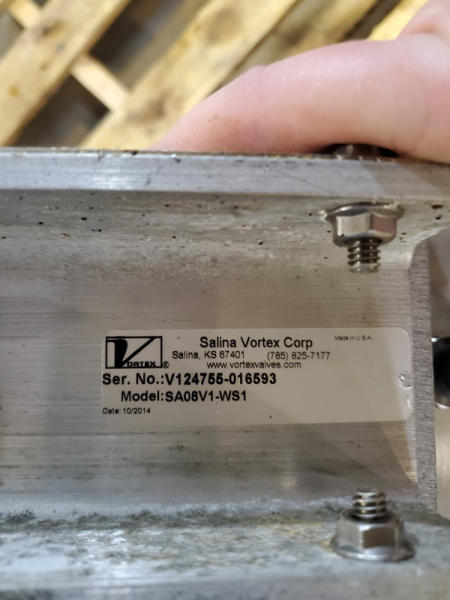 VORTEX®
Salina Vortex Corp
Made in U.S.A.
Salina, KS 67401 (785) 825-7177
www.vortexvalves.com
Ser. No.:V124755-016593
Model:SA08V1-WS1
Date: 10/2014